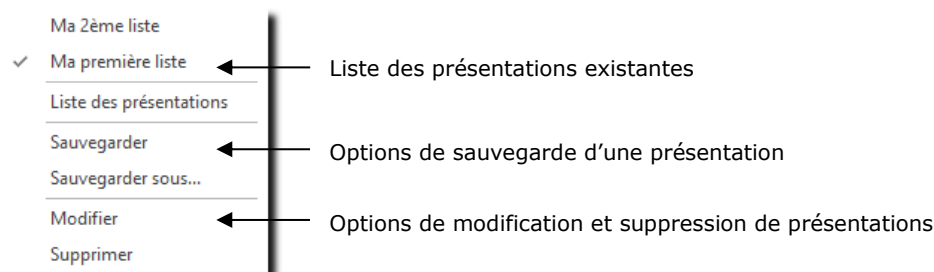 Ma 2ème liste
Ma première liste
Liste des présentations existantes
Liste des présentations
Sauvegarder
Options de sauvegarde d’une présentation
Sauvegarder sous...
Modifier
Options de modification et suppression de présentations
Supprimer